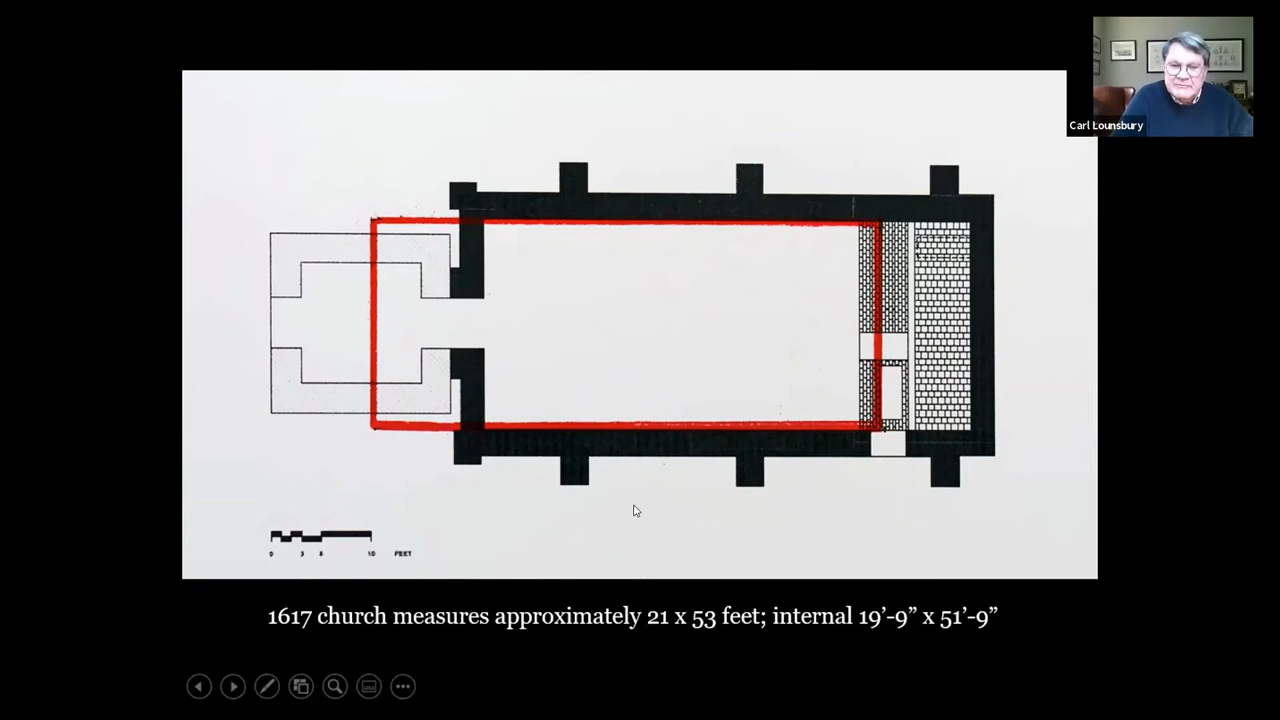 Carl Lounsbury
0 3 5 10 FEET
1617 church measures approximately 21 x 53 feet; internal 19’-9” x 51’-9”